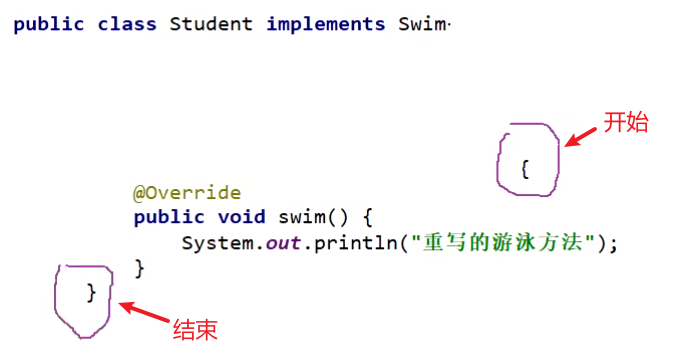 public class Student implements Swim
开始
{
@Override
public void swim() {
System.out.println("重写的游泳方法");
}
}
结束